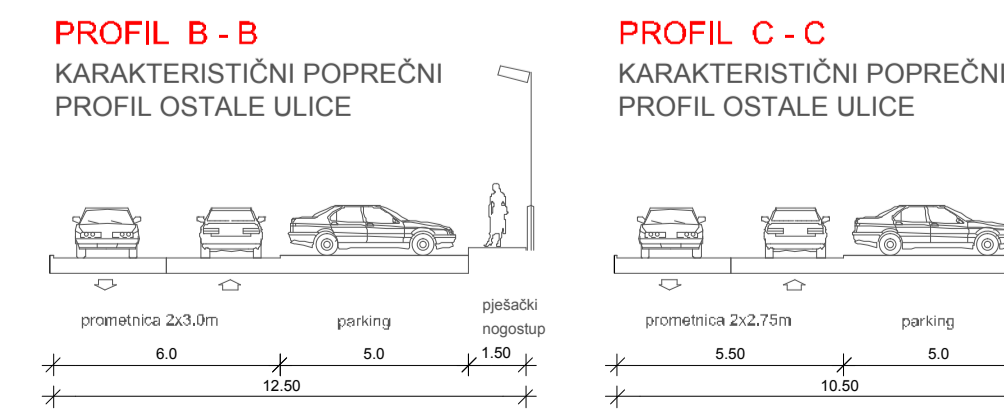 PROFIL B - B
KARAKTERISTIČNI POPREČNI
PROFIL OSTALE ULICE
prometnica 2x3.0m
parking
pješački
nogostup
6.0
5.0
1.50
12.50
PROFIL C - C
KARAKTERISTIČNI POPREČNI
PROFIL OSTALE ULICE
prometnica 2x2.75m
parking
5.50
5.0
10.50